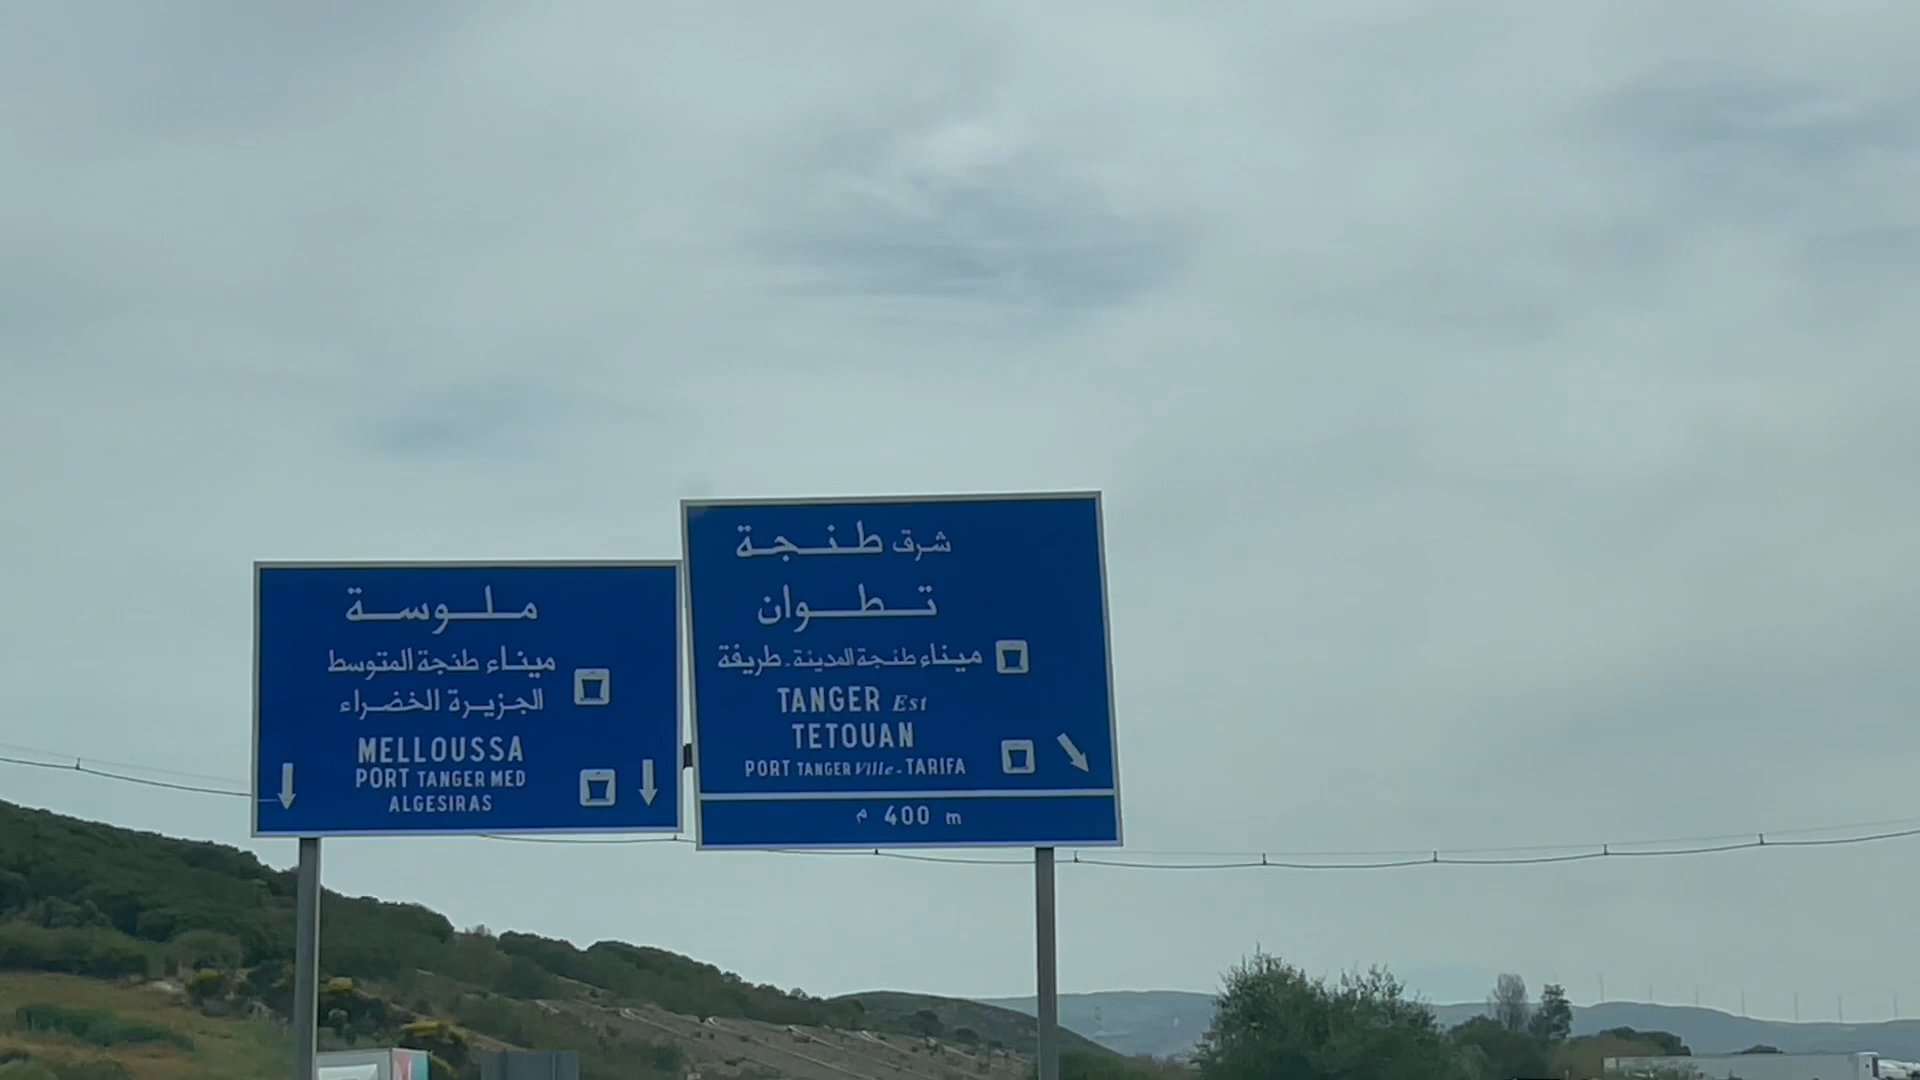 ملوسة
ميناء طنجة المتوسط
الجزيرة الخضراء
MELLOUSSA
PORT TANGER MED
ALGESIRAS
شرق طنجة
تطوان
ميناء طنجة المدينة - طريفة
TANGER Est
TETOUAN
PORT TANGER Ville - TARIFA
م 400 m